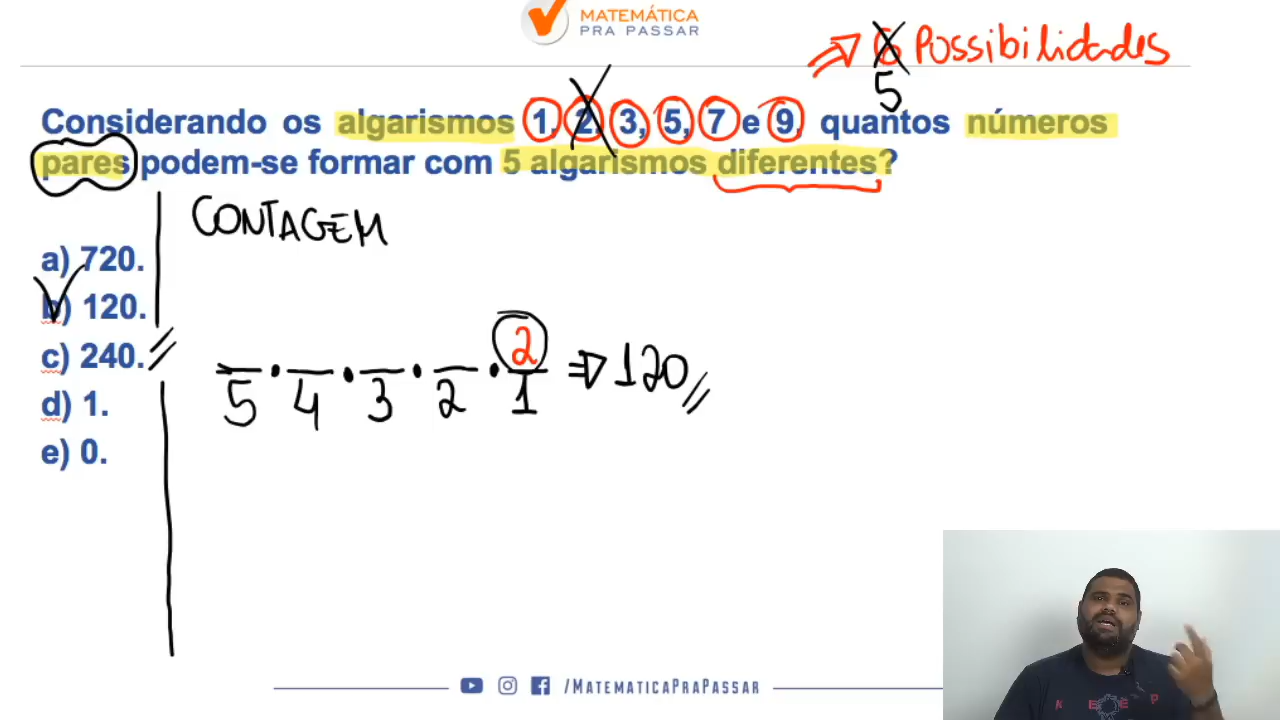 MATEMÁTICA
PRA PASSAR
6 Possibilidades
5
Considerando os algarismos 1, 2, 3, 5, 7 e 9, quantos números
pares podem-se formar com 5 algarismos diferentes?
CONTAGEM
a) 720.
b) 120.
c) 240.
d) 1.
e) 0.
2
5 · 4 · 3 · 2 · 1 ⇒ 120
/MATEMATICAPRAPASSAR